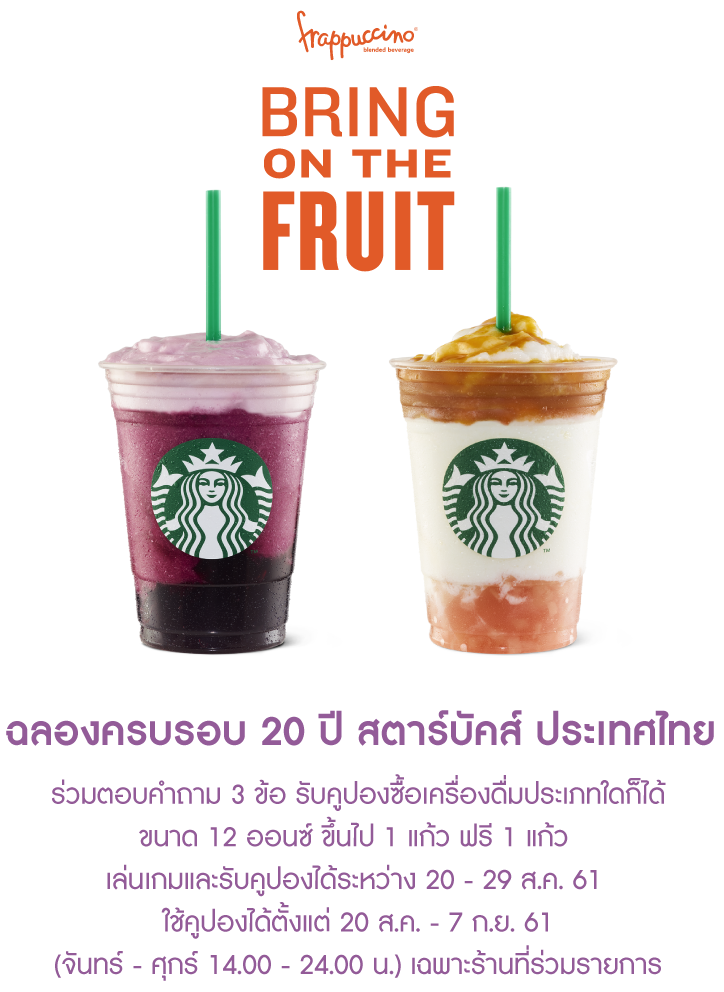 frappuccino®
blended beverage
BRING
ON THE
FRUIT
TM
TM
ฉลองครบรอบ 20 ปี สตาร์บัคส์ ประเทศไทย
ร่วมตอบคำถาม 3 ข้อ รับคูปองซื้อเครื่องดื่มประเภทใดก็ได้
ขนาด 12 ออนซ์ ขึ้นไป 1 แก้ว ฟรี 1 แก้ว
เล่นเกมและรับคูปองได้ระหว่าง 20 - 29 ส.ค. 61
ใช้คูปองได้ตั้งแต่ 20 ส.ค. - 7 ก.ย. 61
(จันทร์ - ศุกร์ 14.00 - 24.00 น.) เฉพาะร้านที่ร่วมรายการ